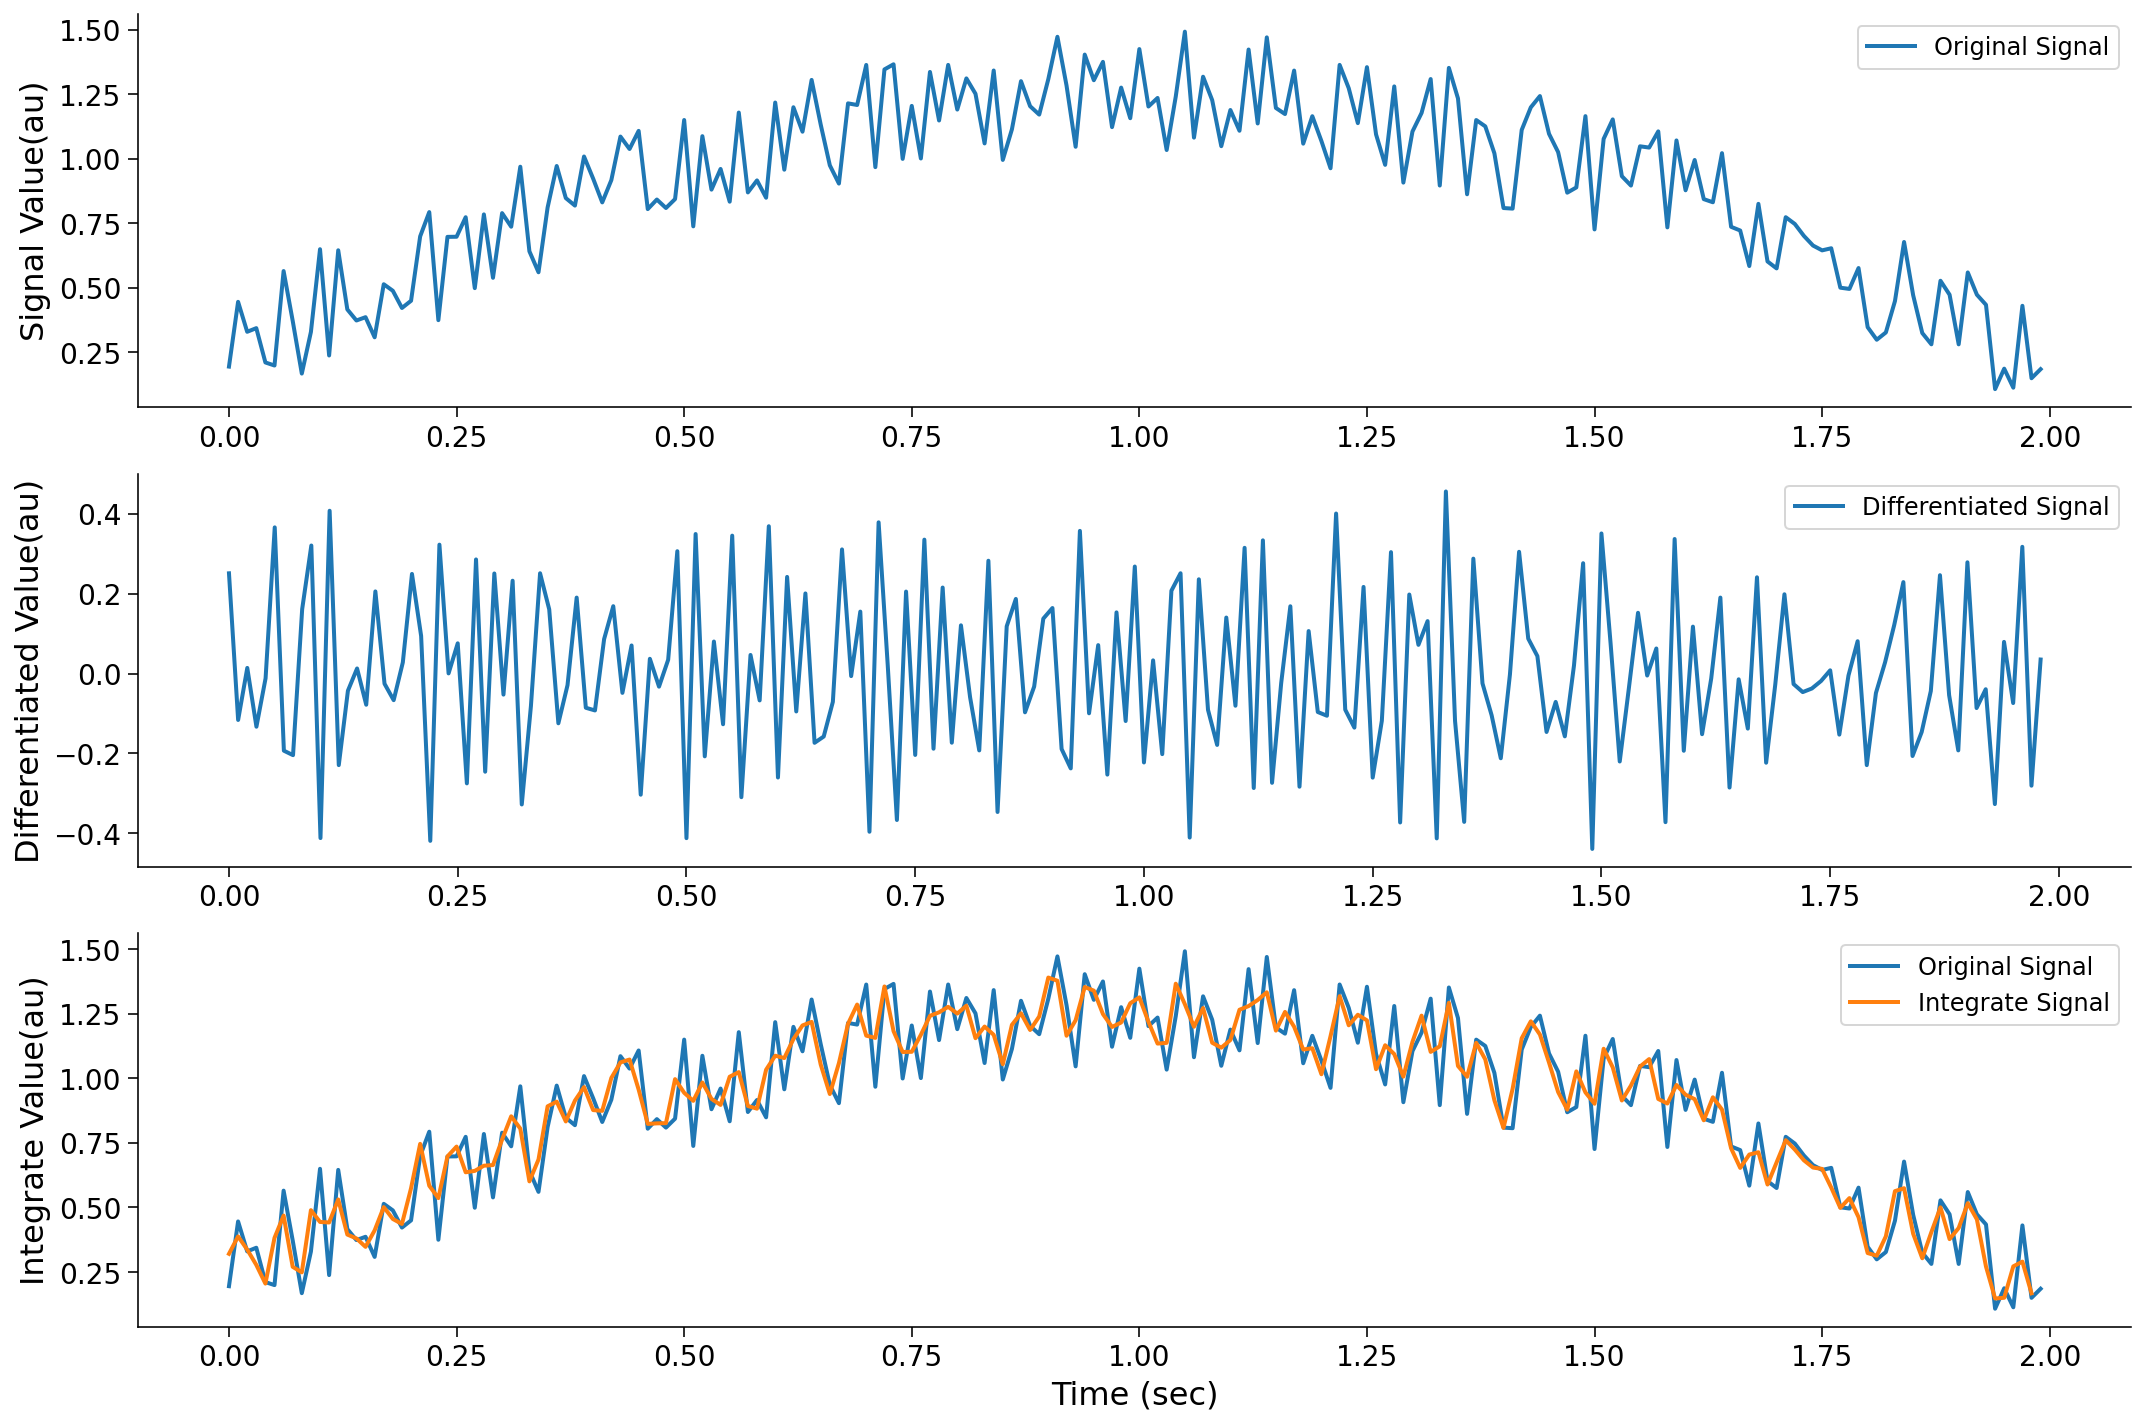 Signal Value(au)
1.50
1.25
1.00
0.75
0.50
0.25
Original Signal
0.00 0.25 0.50 0.75 1.00 1.25 1.50 1.75 2.00
Differentiated Value(au)
0.4
0.2
0.0
−0.2
−0.4
Differentiated Signal
0.00 0.25 0.50 0.75 1.00 1.25 1.50 1.75 2.00
Integrate Value(au)
1.50
1.25
1.00
0.75
0.50
0.25
Original Signal
Integrate Signal
0.00 0.25 0.50 0.75 1.00 1.25 1.50 1.75 2.00
Time (sec)